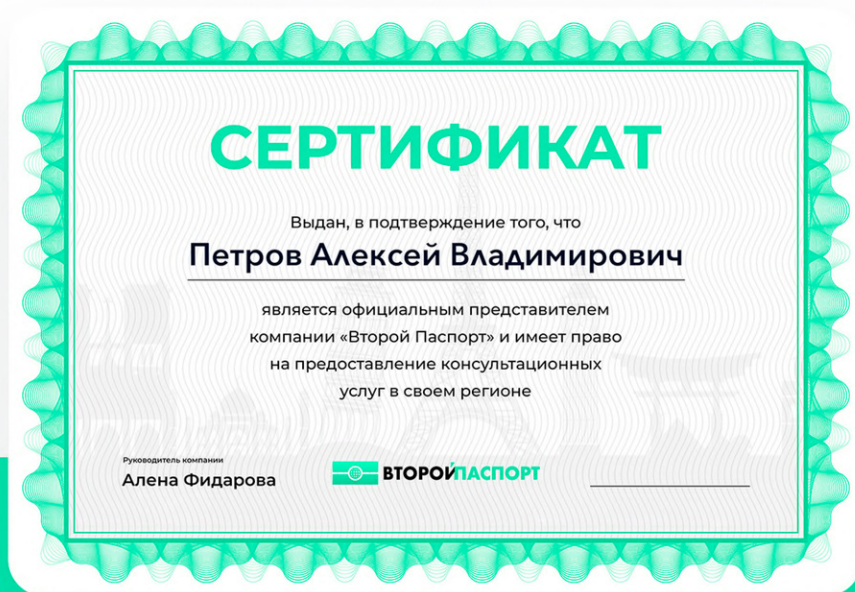 СЕРТИФИКАТ
Выдан, в подтверждение того, что
Петров Алексей Владимирович
является официальным представителем
компании «Второй Паспорт» и имеет право
на предоставление консультационных
услуг в своем регионе
Руководитель компании
Алена Фидарова
ВТОРОЙПАСПОРТ